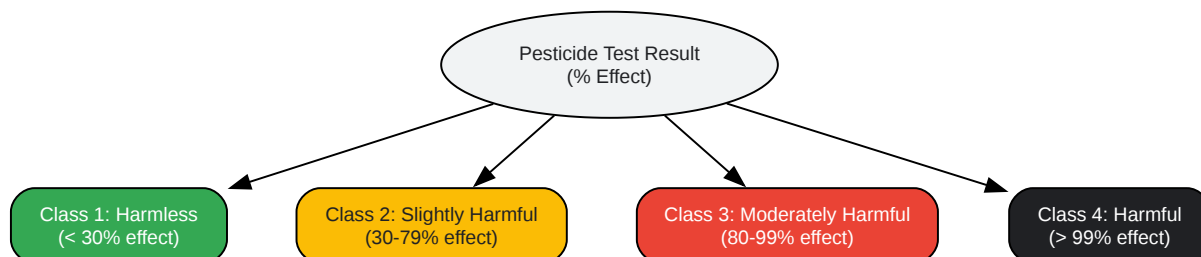 Pesticide Test Result
(% Effect)
Class 1: Harmless
(< 30% effect)
Class 2: Slightly Harmful
(30-79% effect)
Class 3: Moderately Harmful
(80-99% effect)
Class 4: Harmful
(> 99% effect)